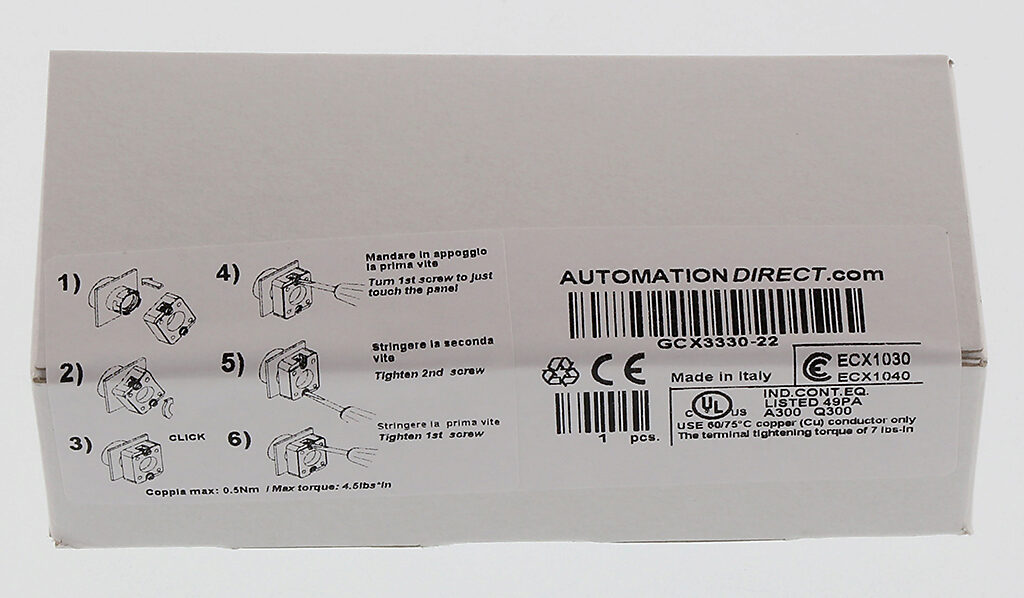 1)
2)
3)
CLICK
4)
Mandare in appoggio
la prima vite
Turn 1st screw to just
touch the panel
5)
Stringere la seconda
vite
Tighten 2nd screw
6)
Stringere la prima vite
Tighten 1st screw
Coppia max: 0.5Nm / Max torque: 4.5lbs*in
AUTOMATIONDIRECT.com
GCX3330-22
CE
Made in Italy
ECX1030
ECX1040
1 pcs.
C UL US
IND.CONT.EQ.
LISTED 49PA
A300 Q300
USE 60/75°C copper (Cu) conductor only
The terminal tightening torque of 7 lbs-in